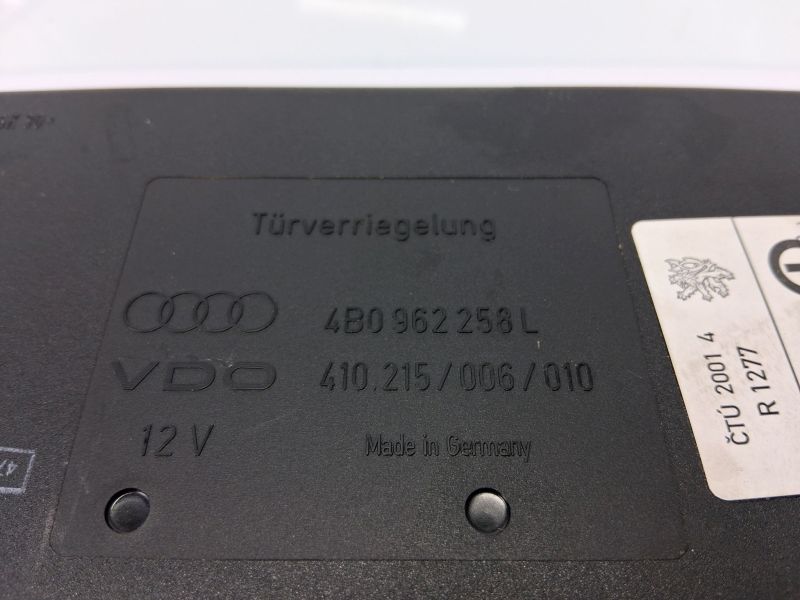 Türverriegelung
4B0 962 258 L
VDO 410.215/006/010
12 V Made in Germany
ČTÚ 2001 4
R 1277